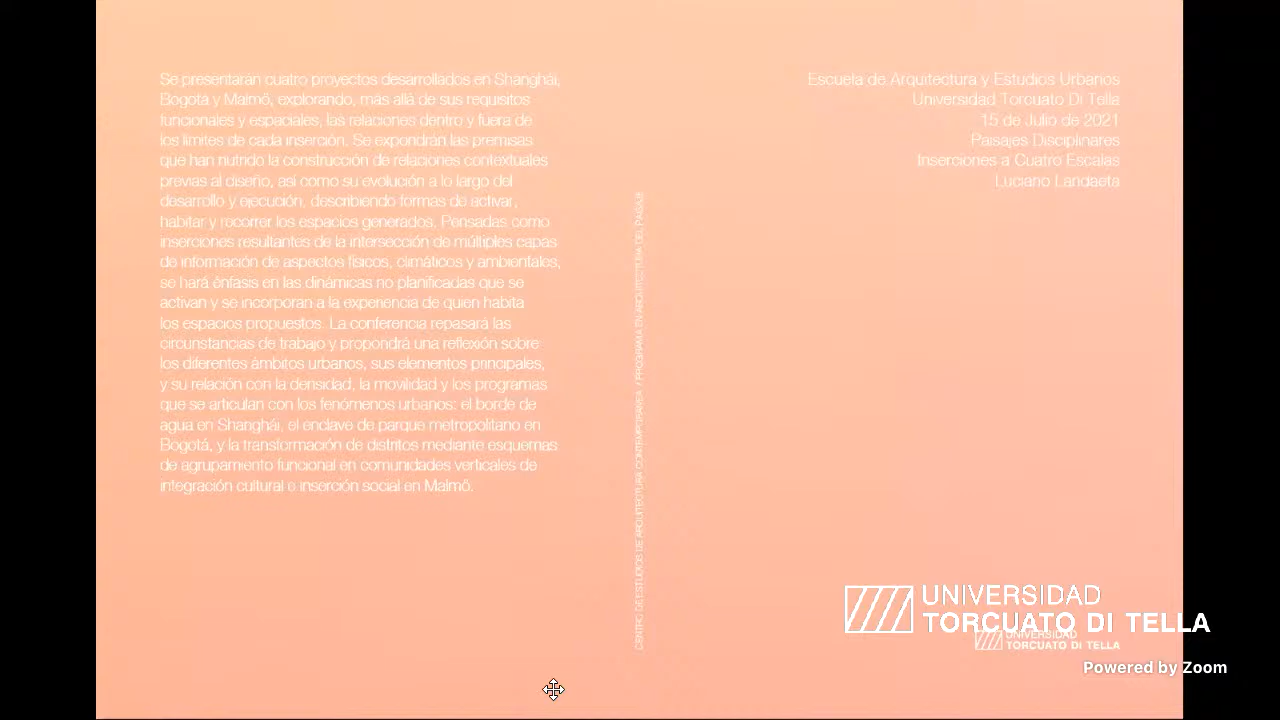 Se presentarán cuatro proyectos desarrollados en Shanghái,
Bogotá y Malmö, explorando, más allá de sus requisitos
funcionales y espaciales, las relaciones dentro y fuera de
los límites de cada inserción. Se expondrán las premisas
que han nutrido la construcción de relaciones contextuales
previas al diseño, así como su evolución a lo largo del
desarrollo y ejecución, describiendo formas de activar,
habitar y recorrer los espacios generados. Pensadas como
inserciones resultantes de la intersección de múltiples capas
de información de aspectos físicos, climáticos y ambientales,
se hará énfasis en las dinámicas no planificadas que se
activan y se incorporan a la experiencia de quien habita
los espacios propuestos. La conferencia repasará las
circunstancias de trabajo y propondrá una reflexión sobre
los diferentes ámbitos urbanos, sus elementos principales,
y su relación con la densidad, la movilidad y los programas
que se articulan con los fenómenos urbanos: el borde de
agua en Shanghái, el enclave de parque metropolitano en
Bogotá, y la transformación de distritos mediante esquemas
de agrupamiento funcional en comunidades verticales de
integración cultural e inserción social en Malmö.
CENTRO DE ESTUDIOS DE ARQUITECTURA CONTEMPORÁNEA / PROGRAMA EN ARQUITECTURA DEL PAISAJE
Escuela de Arquitectura y Estudios Urbanos
Universidad Torcuato Di Tella
15 de Julio de 2021
Paisajes Disciplinares
Inserciones a Cuatro Escalas
Luciano Landaeta
UNIVERSIDAD
TORCUATO DI TELLA
UNIVERSIDAD
TORCUATO DI TELLA
Powered by Zoom